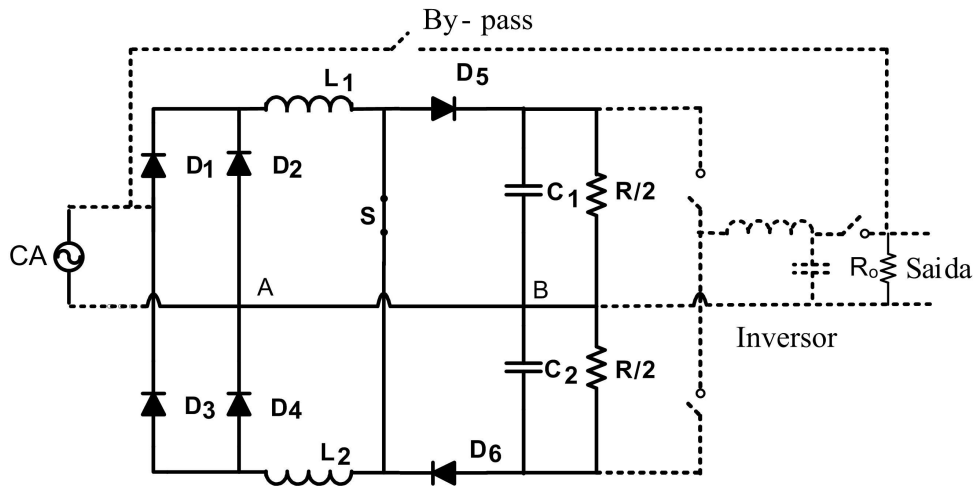 By- pass
L1
D5
D1
D2
S
C1
R/2
CA
A
B
Ro
Saida
Inversor
D3
D4
C2
R/2
L2
D6